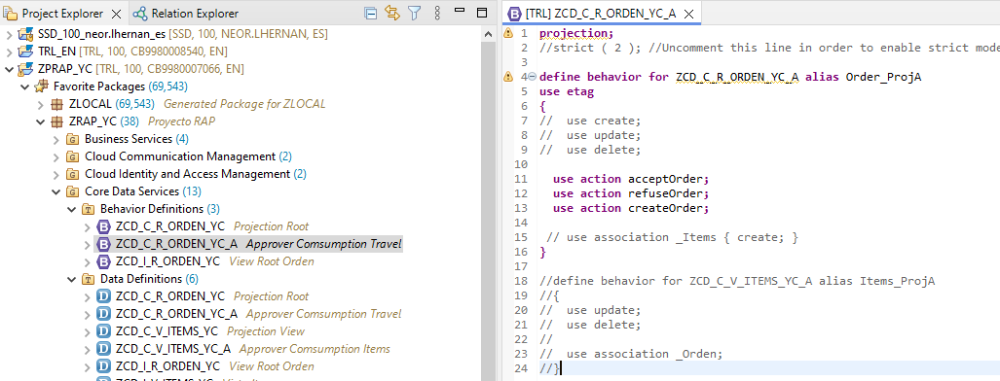 Project Explorer
Relation Explorer
SSD_100_neor.lhernan_es [SSD, 100, NEOR.LHERNAN, ES]
TRL_EN [TRL, 100, CB9980008540, EN]
ZPRAP_YC [TRL, 100, CB9980007066, EN]
Favorite Packages (69,543)
ZLOCAL (69,543) Generated Package for ZLOCAL
ZRAP_YC (38) Proyecto RAP
Business Services (4)
Cloud Communication Management (2)
Cloud Identity and Access Management (2)
Core Data Services (13)
Behavior Definitions (3)
ZCD_C_R_ORDEN_YC Projection Root
ZCD_C_R_ORDEN_YC_A Approver Comsumption Travel
ZCD_I_R_ORDEN_YC View Root Orden
Data Definitions (6)
ZCD_C_R_ORDEN_YC Projection Root
ZCD_C_R_ORDEN_YC_A Approver Comsumption Travel
ZCD_C_V_ITEMS_YC Projection View
ZCD_C_V_ITEMS_YC_A Approver Comsumption Items
ZCD_I_R_ORDEN_YC View Root Orden
[TRL] ZCD_C_R_ORDEN_YC_A
1 projection;
2 //strict ( 2 ); //Uncomment this line in order to enable strict mode
3
4 define behavior for ZCD_C_R_ORDEN_YC_A alias Order_ProjA
5 use etag
6 {
7 //  use create;
8 //  use update;
9 //  use delete;
10
11 use action acceptOrder;
12 use action refuseOrder;
13 use action createOrder;
14
15 // use association _Items { create; }
16 }
17
18 //define behavior for ZCD_C_V_ITEMS_YC_A alias Items_ProjA
19 //{
20 //  use update;
21 //  use delete;
22 //
23 //  use association _Orden;
24 //}